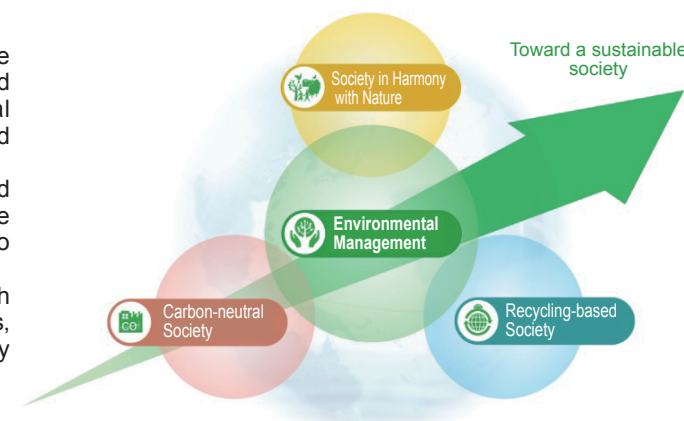 Toward a sustainable
society
Society in Harmony
with Nature
Environmental
Management
Carbon-neutral
Society
Recycling-based
Society